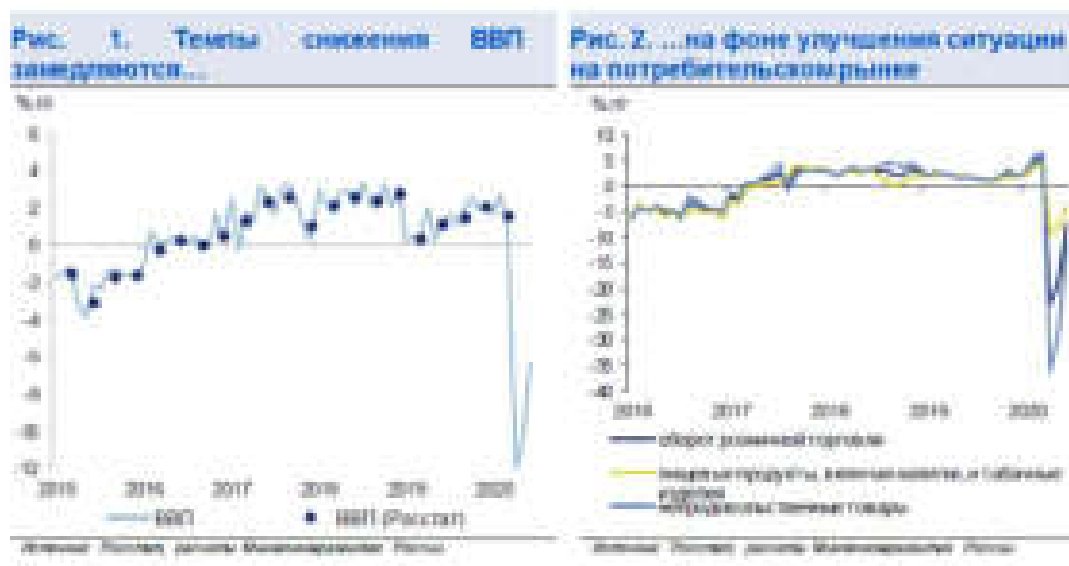 Рис. 1. Темпы снижения ВВП
замедляются...
% г/г
6
4
2
0
-2
-4
-6
-8
-10
-12
2015 2016 2017 2018 2019 2020
ВВП
ВВП (Росстат)
Источник: Росстат, расчеты Минэкономразвития России
Рис. 2. ...на фоне улучшения ситуации
на потребительском рынке
% г/г
10
5
0
-5
-10
-15
-20
-25
-30
-35
-40
2016 2017 2018 2019 2020
оборот розничной торговли
пищевые продукты, включая напитки, и табачные
изделия
непродовольственные товары
Источник: Росстат, расчеты Минэкономразвития России